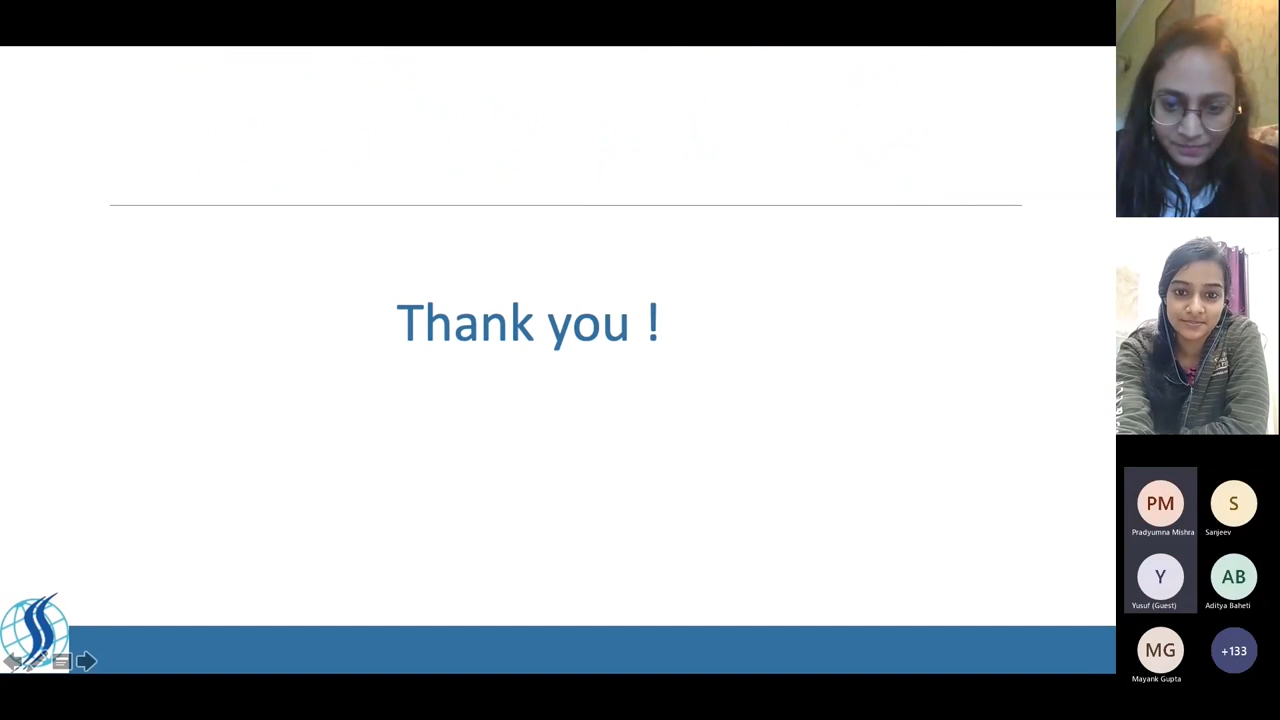 Thank you !
PM
Pradyumna Mishra
S
Sanjeev
Y
Yusuf (Guest)
AB
Aditya Baheti
MG
Mayank Gupta
+133